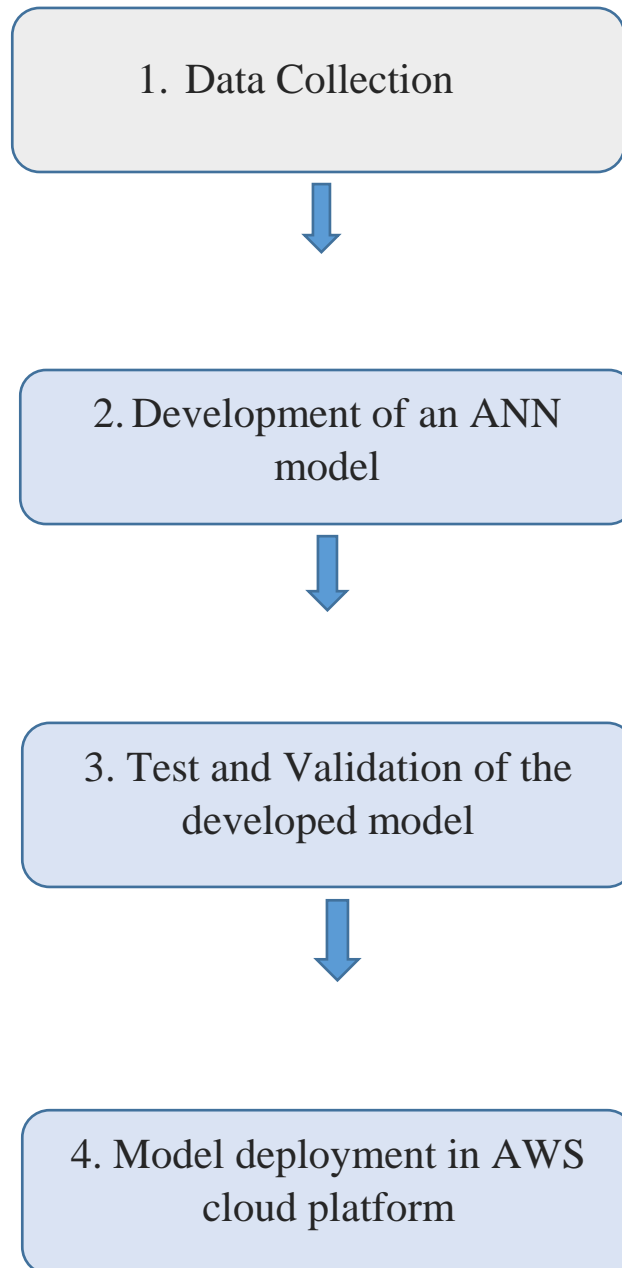 1. Data Collection
2. Development of an ANN
model
3. Test and Validation of the
developed model
4. Model deployment in AWS
cloud platform